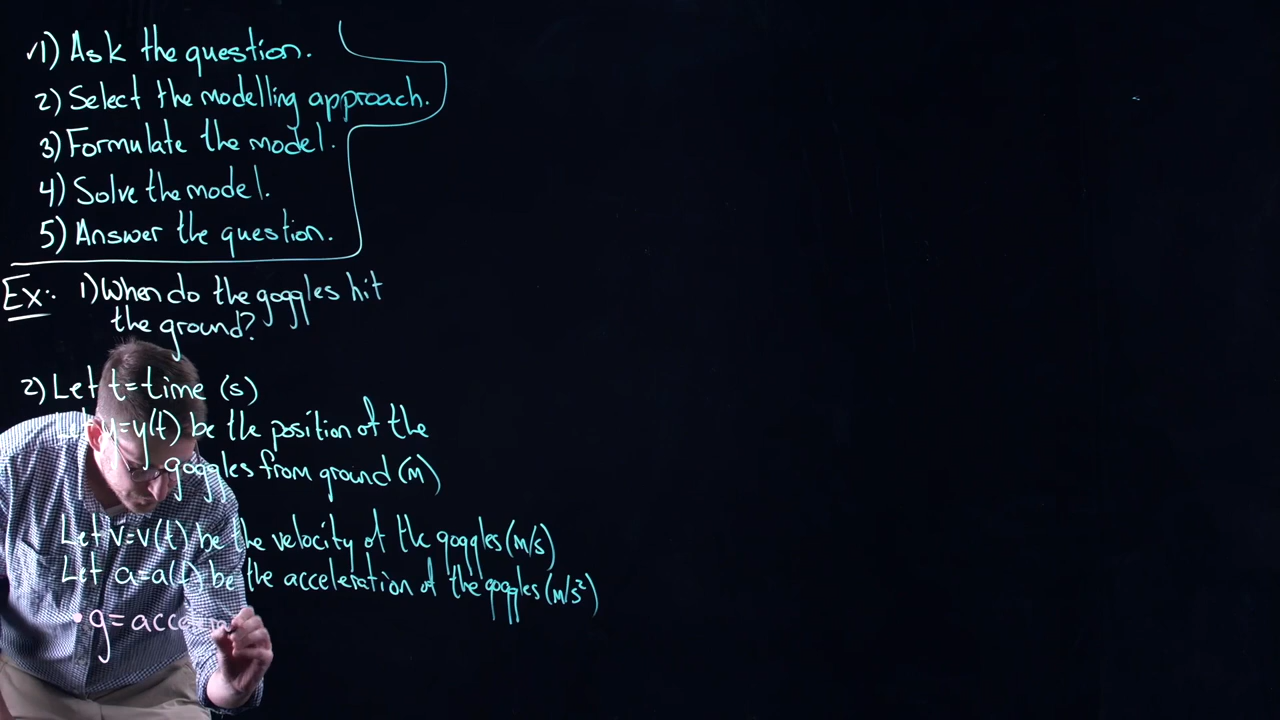 ✓1) Ask the question.
2) Select the modelling approach.
3) Formulate the model.
4) Solve the model.
5) Answer the question.
Ex: 1) When do the goggles hit
the ground?
2) Let t=time (s)
Let y=y(t) be the position of the
goggles from ground (m)
Let v=v(t) be the velocity of the goggles (m/s)
Let a=a(t) be the acceleration of the goggles (m/s²)
• g=